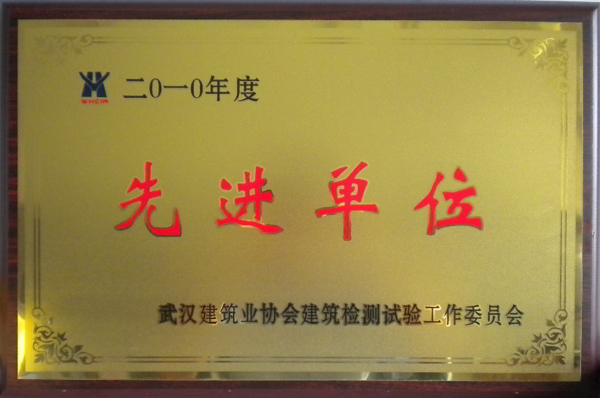 二0一0年度
先进单位
武汉建筑业协会建筑检测试验工作委员会